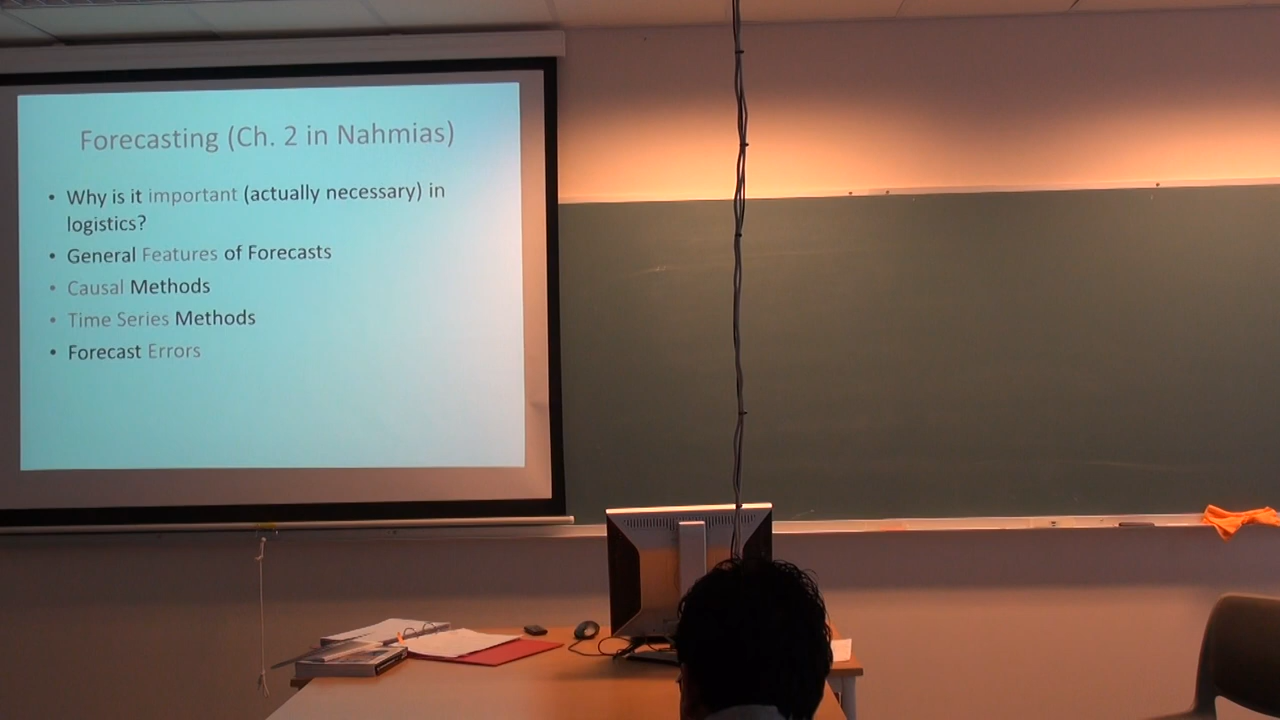 Forecasting (Ch. 2 in Nahmias)
• Why is it important (actually necessary) in
logistics?
• General Features of Forecasts
• Causal Methods
• Time Series Methods
• Forecast Errors